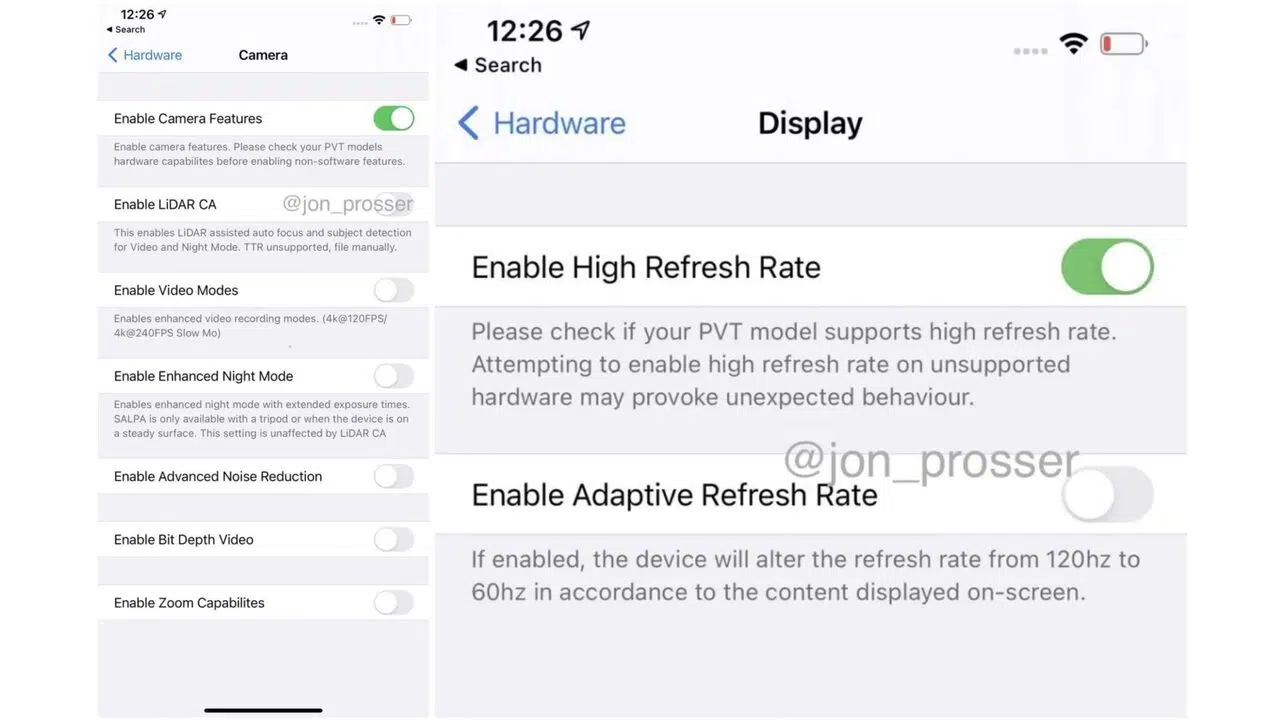 12:26
◀ Search
Hardware
Camera
Enable Camera Features
Enable camera features. Please check your PVT models
hardware capabilites before enabling non-software features.
Enable LiDAR CA
@jon_prosser
This enables LiDAR assisted auto focus and subject detection
for Video and Night Mode. TTR unsupported, file manually.
Enable Video Modes
Enables enhanced video recording modes. (4k@120FPS/
4k@240FPS Slow Mo)
Enable Enhanced Night Mode
Enables enhanced night mode with extended exposure times.
SALPA is only available with a tripod or when the device is on
a steady surface. This setting is unaffected by LiDAR CA
Enable Advanced Noise Reduction
Enable Bit Depth Video
Enable Zoom Capabilites
12:26
◀ Search
Hardware
Display
Enable High Refresh Rate
Please check if your PVT model supports high refresh rate.
Attempting to enable high refresh rate on unsupported
hardware may provoke unexpected behaviour.
@jon_prosser
Enable Adaptive Refresh Rate
If enabled, the device will alter the refresh rate from 120hz to
60hz in accordance to the content displayed on-screen.